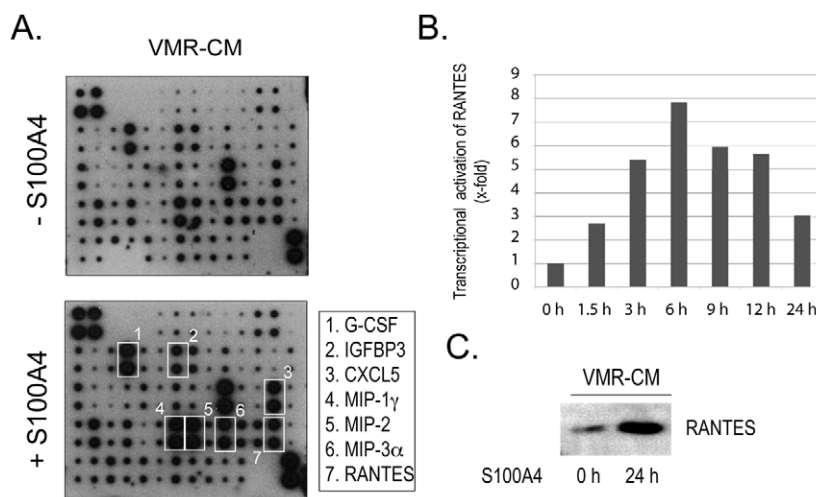 A.
VMR-CM
- S100A4
+ S100A4
1
2
3
4
5
6
7
1. G-CSF
2. IGFBP3
3. CXCL5
4. MIP-1γ
5. MIP-2
6. MIP-3α
7. RANTES
B.
Transcriptional activation of RANTES
(x-fold)
9
8
7
6
5
4
3
2
1
0
0 h 1.5 h 3 h 6 h 9 h 12 h 24 h
C.
VMR-CM
RANTES
S100A4 0 h 24 h